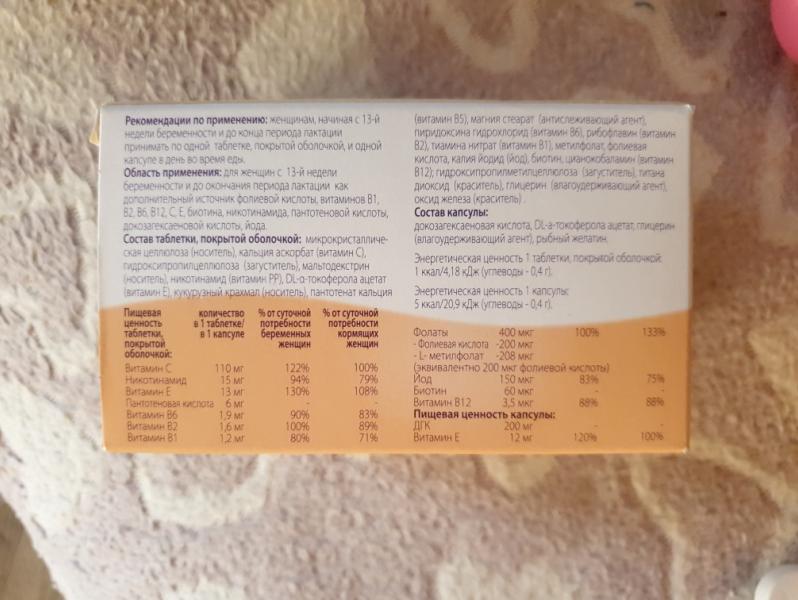 Рекомендации по применению: женщинам, начиная с 13-й
недели беременности и до конца периода лактации
принимать по одной таблетке, покрытой оболочкой, и одной
капсуле в день во время еды.
Область применения: для женщин с 13-й недели
беременности и до окончания периода лактации как
дополнительный источник фолиевой кислоты, витаминов В1,
В2, В6, В12, С, Е, биотина, никотинамида, пантотеновой кислоты,
докозагексаеновой кислоты, йода.
Состав таблетки, покрытой оболочкой: микрокристалличе-
ская целлюлоза (носитель), кальция аскорбат (витамин С),
гидроксипропилцеллюлоза (загуститель), мальтодекстрин
(носитель), никотинамид (витамин РР), DL-α-токоферола ацетат
(витамин Е), кукурузный крахмал (носитель), пантотенат кальция
(витамин В5), магния стеарат (антислеживающий агент),
пиридоксина гидрохлорид (витамин В6), рибофлавин (витамин
В2), тиамина нитрат (витамин В1), метилфолат, фолиевая
кислота, калия йодид (йод), биотин, цианокобаламин (витамин
В12); гидроксипропилметилцеллюлоза (загуститель), титана
диоксид (краситель), глицерин (влагоудерживающий агент),
оксид железа (краситель).
Состав капсулы:
докозагексаеновая кислота, DL-α-токоферола ацетат, глицерин
(влагоудерживающий агент), рыбный желатин.
Энергетическая ценность 1 таблетки, покрытой оболочкой:
1 ккал/4,18 кДж (углеводы - 0,4 г).
Энергетическая ценность 1 капсулы:
5 ккал/20,9 кДж (углеводы - 0,4 г).
Пищевая количество % от суточной % от суточной
ценность в 1 таблетке/ потребности потребности
таблетки, в 1 капсуле беременных кормящих
покрытой женщин женщин
оболочкой:
Витамин С 110 мг 122% 100%
Никотинамид 15 мг 94% 79%
Витамин Е 13 мг 130% 108%
Пантотеновая кислота 6 мг - -
Витамин В6 1,9 мг 90% 83%
Витамин В2 1,6 мг 100% 89%
Витамин В1 1,2 мг 80% 71%
Фолаты 400 мкг 100% 133%
- Фолиевая кислота -200 мкг
- L- метилфолат -208 мкг
(эквивалентно 200 мкг фолиевой кислоты)
Йод 150 мкг 83% 75%
Биотин 60 мкг - -
Витамин В12 3,5 мкг 88% 88%
Пищевая ценность капсулы:
ДГК 200 мг - -
Витамин Е 12 мг 120% 100%